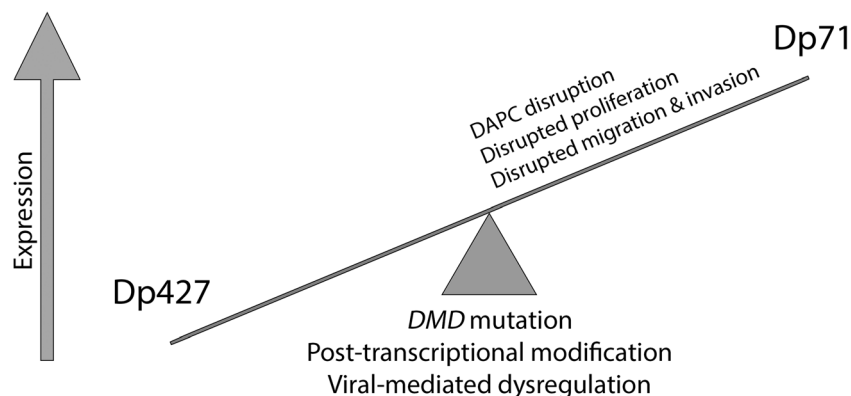 Dp71
DAPC disruption
Disrupted proliferation
Disrupted migration & invasion
Expression
Dp427
DMD mutation
Post-transcriptional modification
Viral-mediated dysregulation